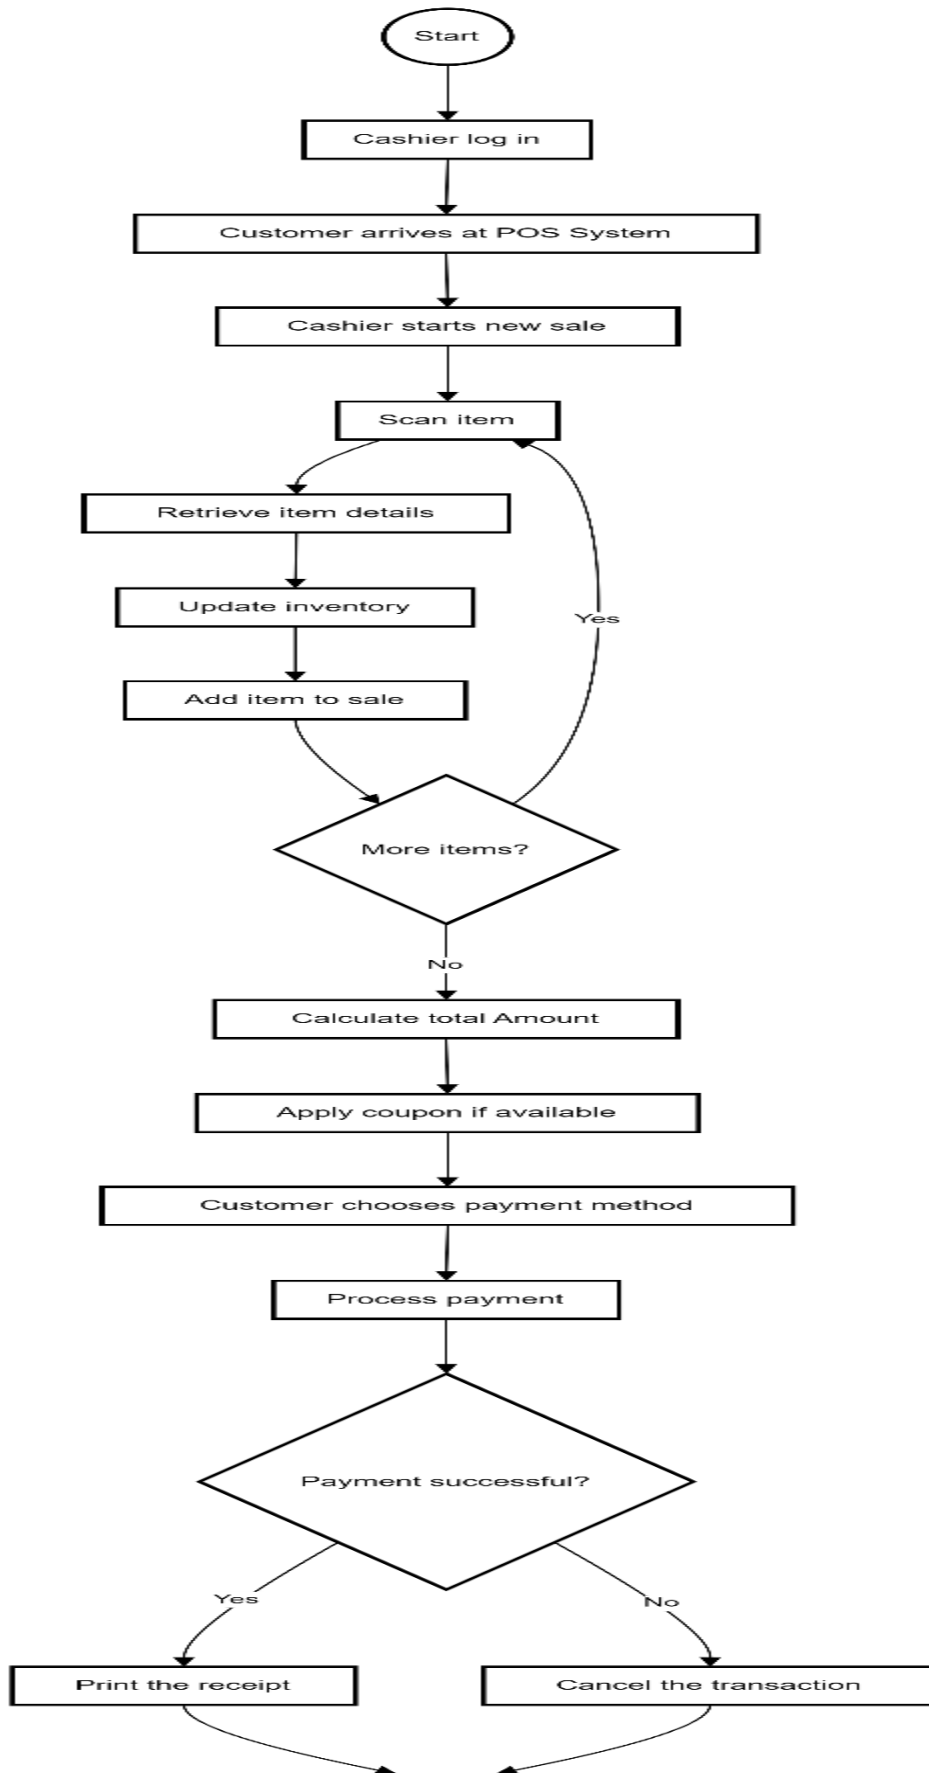 Start
Cashier log in
Customer arrives at POS System
Cashier starts new sale
Scan item
Retrieve item details
Update inventory
Yes
Add item to sale
More items?
No
Calculate total Amount
Apply coupon if available
Customer chooses payment method
Process payment
Payment successful?
Yes
No
Print the receipt
Cancel the transaction